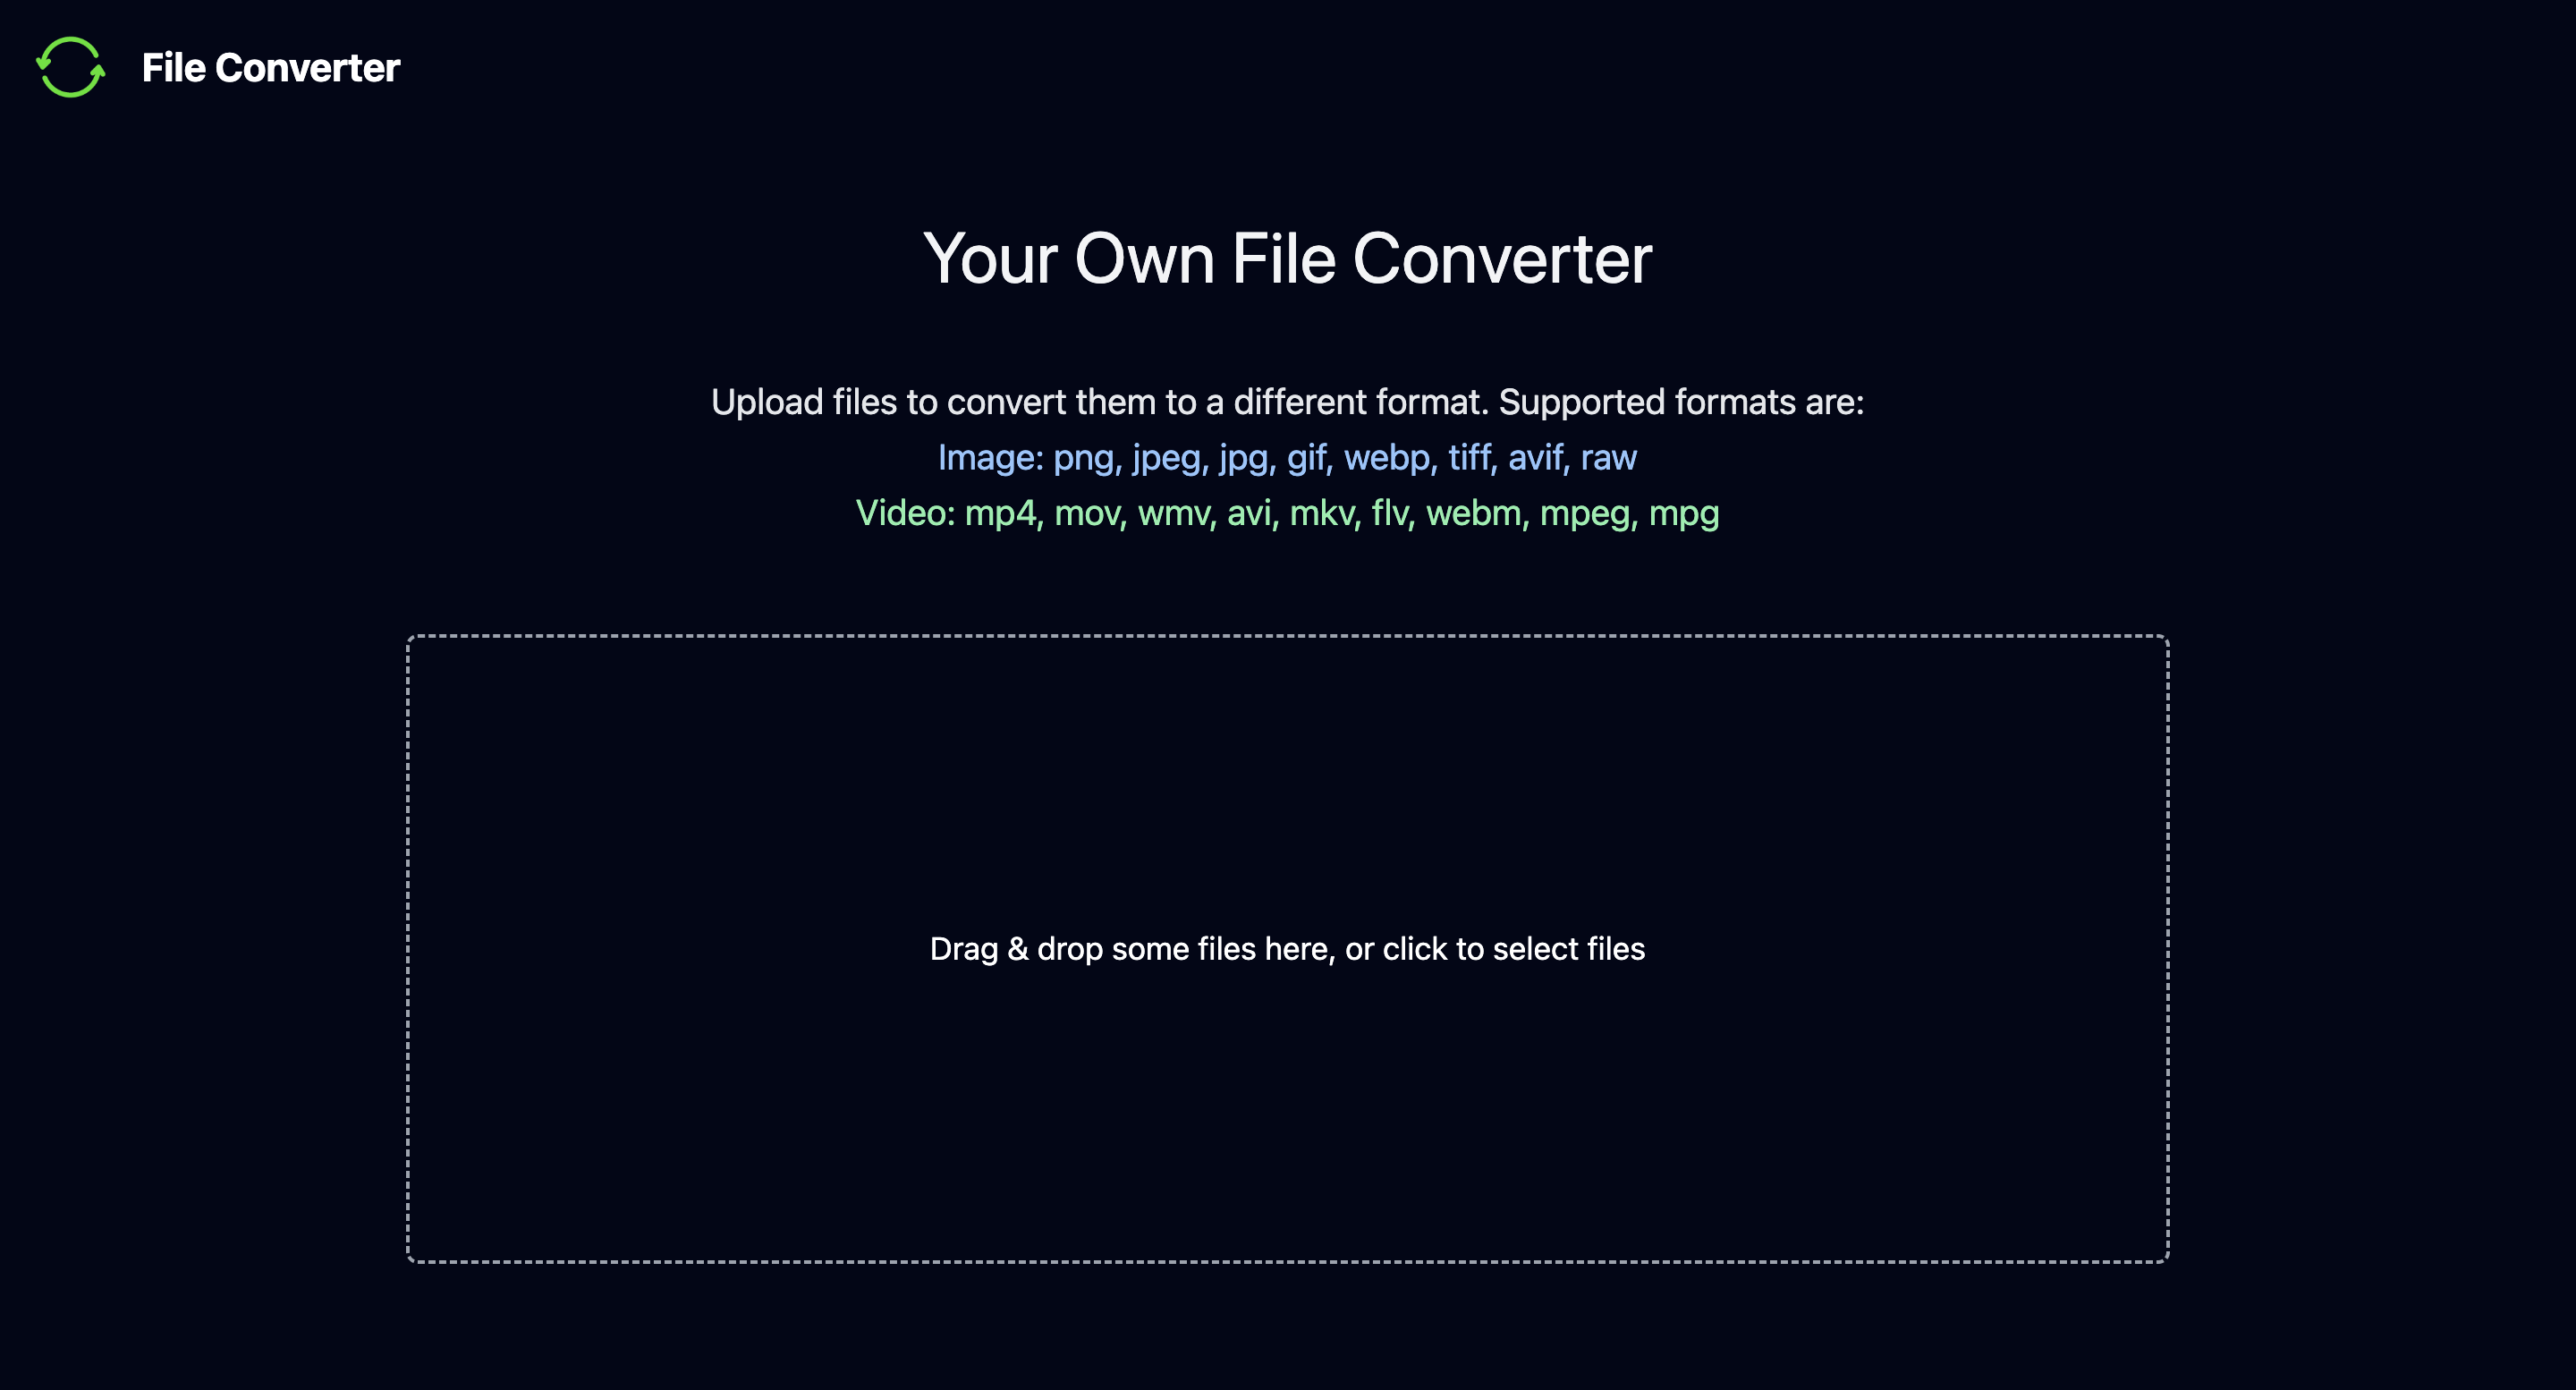 File Converter
Your Own File Converter
Upload files to convert them to a different format. Supported formats are:
Image: png, jpeg, jpg, gif, webp, tiff, avif, raw
Video: mp4, mov, wmv, avi, mkv, flv, webm, mpeg, mpg
Drag & drop some files here, or click to select files